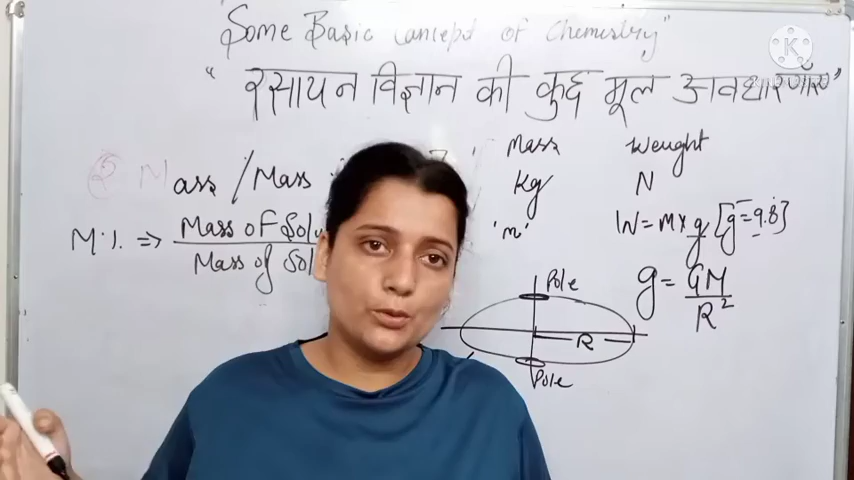 "Some Basic Concept of Chemistry"
"रसायन विज्ञान की कुछ मूल अवधारणाएँ"
Mass / Mass
M% => Mass of Solu
Mass of Sol
Mass Weught
Kg N
'm' W = M x g [g = 9.8]
g = GM
R²
Pole
R
Pole
K